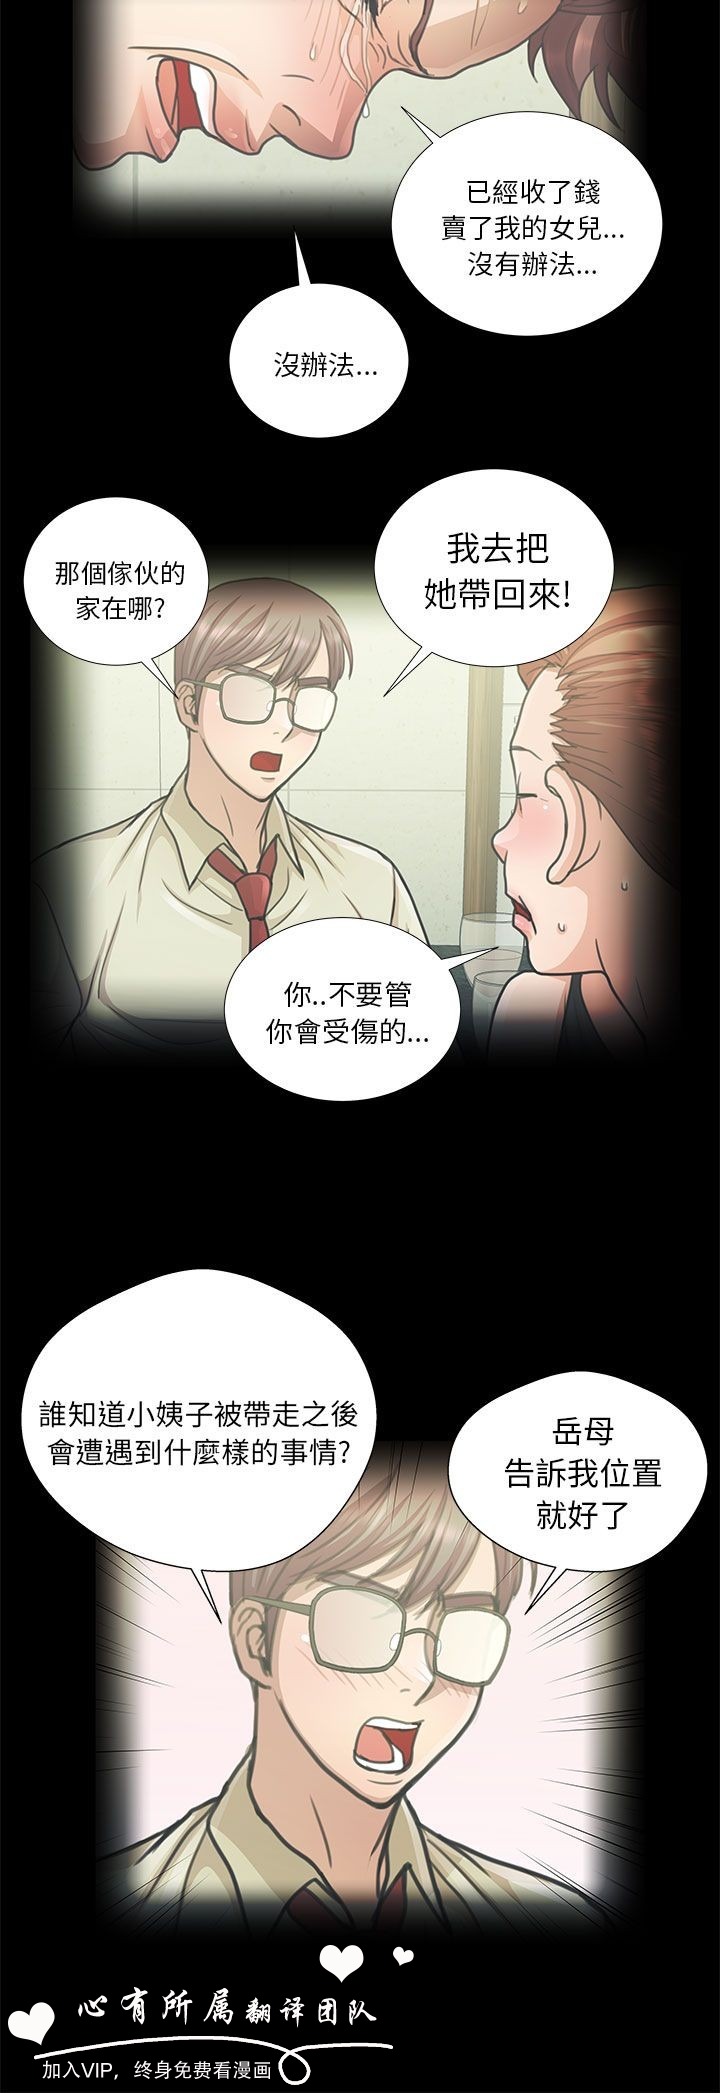 已經收了錢
賣了我的女兒...
沒有辦法...
沒辦法...
那個傢伙的
家在哪?
我去把
她帶回來!
你..不要管
你會受傷的...
誰知道小姨子被帶走之後
會遭遇到什麼樣的事情?
岳母
告訴我位置
就好了
心有所属翻译团队
加入VIP，终身免费看漫画